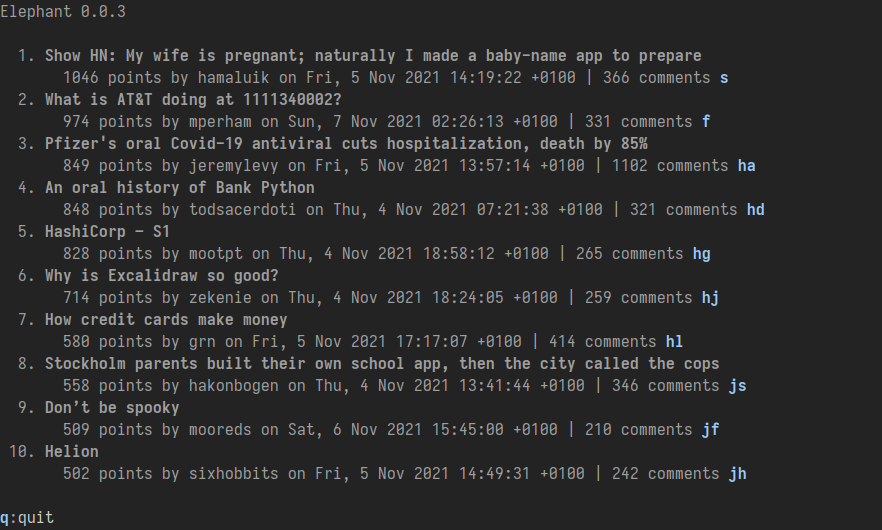 Elephant 0.0.3
1. Show HN: My wife is pregnant; naturally I made a baby-name app to prepare
1046 points by hamaluik on Fri, 5 Nov 2021 14:19:22 +0100 | 366 comments s
2. What is AT&T doing at 1111340002?
974 points by mperham on Sun, 7 Nov 2021 02:26:13 +0100 | 331 comments f
3. Pfizer's oral Covid-19 antiviral cuts hospitalization, death by 85%
849 points by jeremylevy on Fri, 5 Nov 2021 13:57:14 +0100 | 1102 comments ha
4. An oral history of Bank Python
848 points by todsacerdoti on Thu, 4 Nov 2021 07:21:38 +0100 | 321 comments hd
5. HashiCorp – S1
828 points by mootpt on Thu, 4 Nov 2021 18:58:12 +0100 | 265 comments hg
6. Why is Excalidraw so good?
714 points by zekenie on Thu, 4 Nov 2021 18:24:05 +0100 | 259 comments hj
7. How credit cards make money
580 points by grn on Fri, 5 Nov 2021 17:17:07 +0100 | 414 comments hl
8. Stockholm parents built their own school app, then the city called the cops
558 points by hakonbogen on Thu, 4 Nov 2021 13:41:44 +0100 | 346 comments js
9. Don’t be spooky
509 points by mooreds on Sat, 6 Nov 2021 15:45:00 +0100 | 210 comments jf
10. Helion
502 points by sixhobbits on Fri, 5 Nov 2021 14:49:31 +0100 | 242 comments jh
q:quit